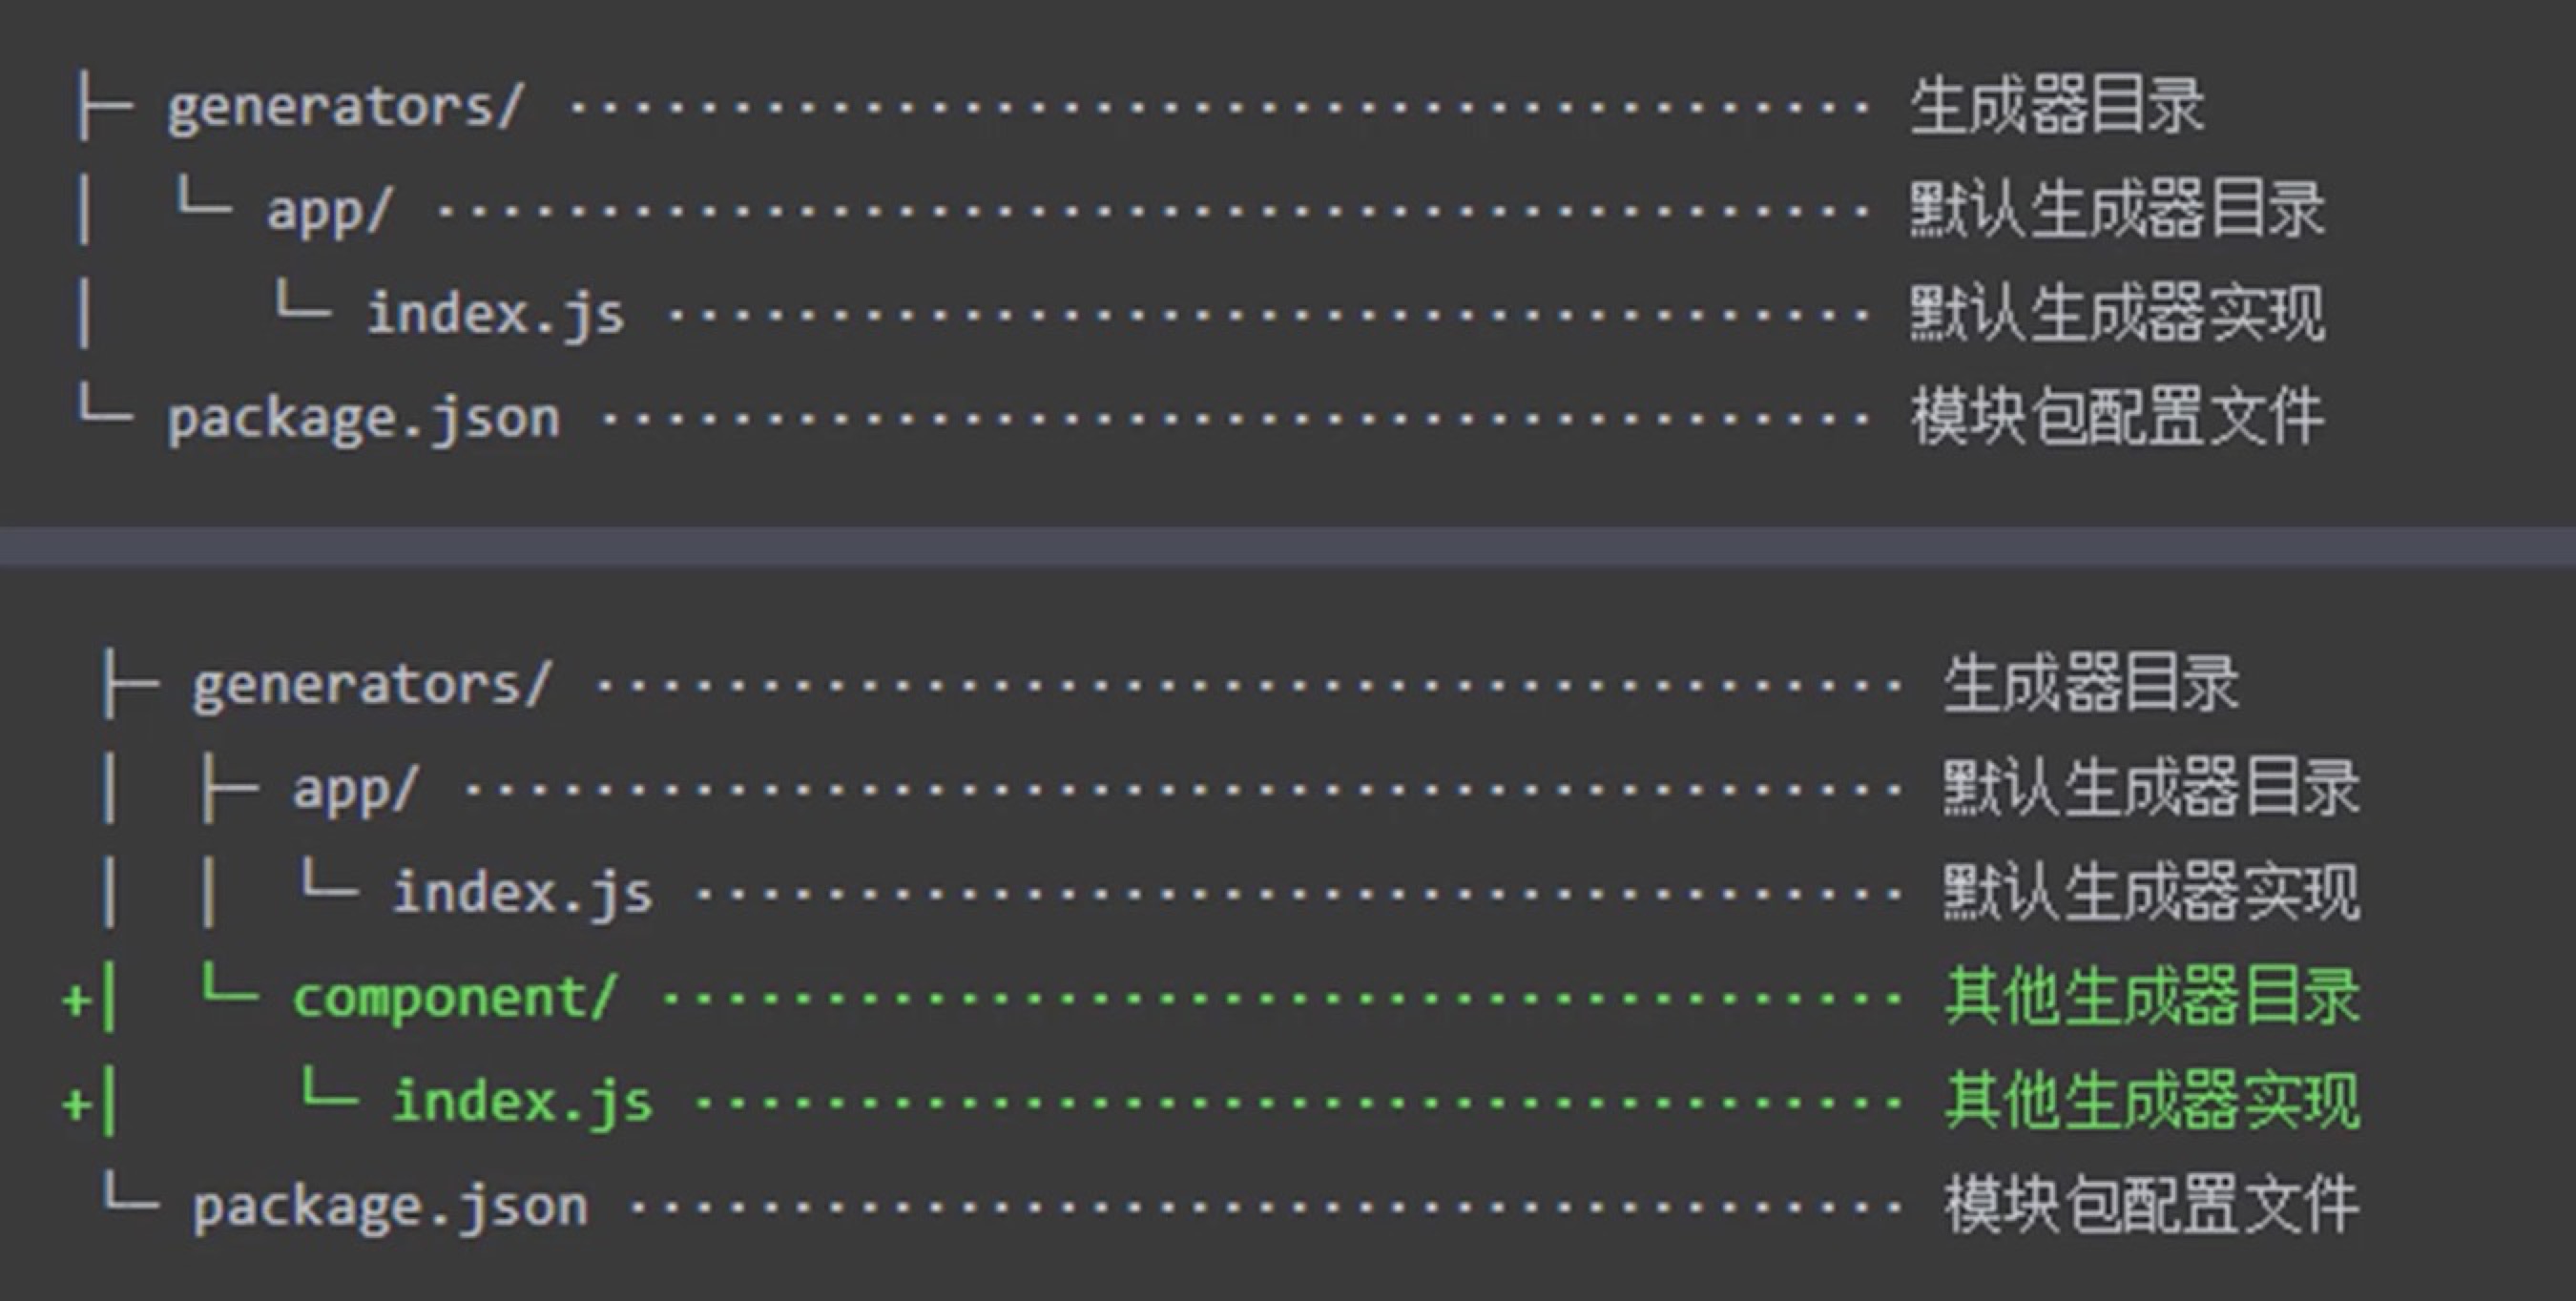 ├─ generators/ ········································ 生成器目录
│  └─ app/ ············································ 默认生成器目录
│     └─ index.js ····································· 默认生成器实现
└─ package.json ······································· 模块包配置文件
├─ generators/ ········································ 生成器目录
│  ├─ app/ ············································ 默认生成器目录
│  │  └─ index.js ····································· 默认生成器实现
+│  └─ component/ ······································ 其他生成器目录
+│     └─ index.js ····································· 其他生成器实现
└─ package.json ······································· 模块包配置文件